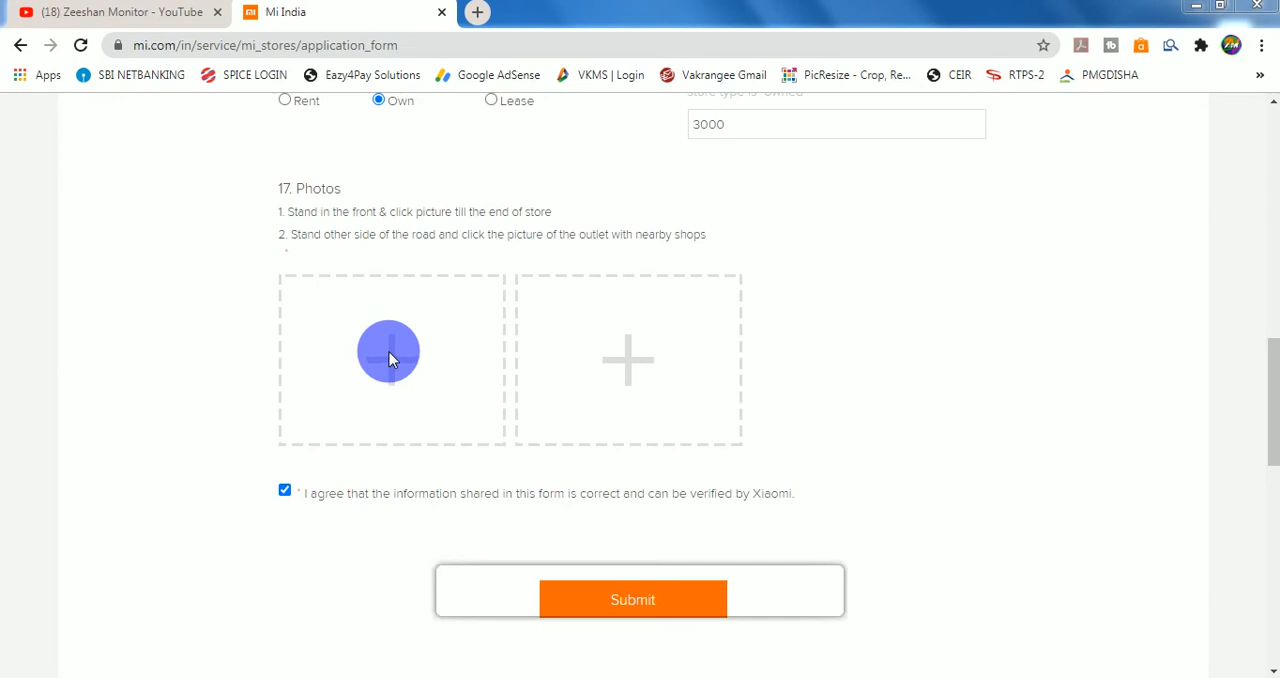 (18) Zeeshan Monitor - YouTube
Mi India
mi.com/in/service/mi_stores/application_form
Apps SBI NETBANKING SPICE LOGIN Eazy4Pay Solutions Google AdSense VKMS | Login Vakrangee Gmail PicResize - Crop, Re... CEIR RTPS-2 PMGDISHA »
store type is "owned"
Rent Own Lease
3000
17. Photos
1. Stand in the front & click picture till the end of store
2. Stand other side of the road and click the picture of the outlet with nearby shops
*
* I agree that the information shared in this form is correct and can be verified by Xiaomi.
Submit